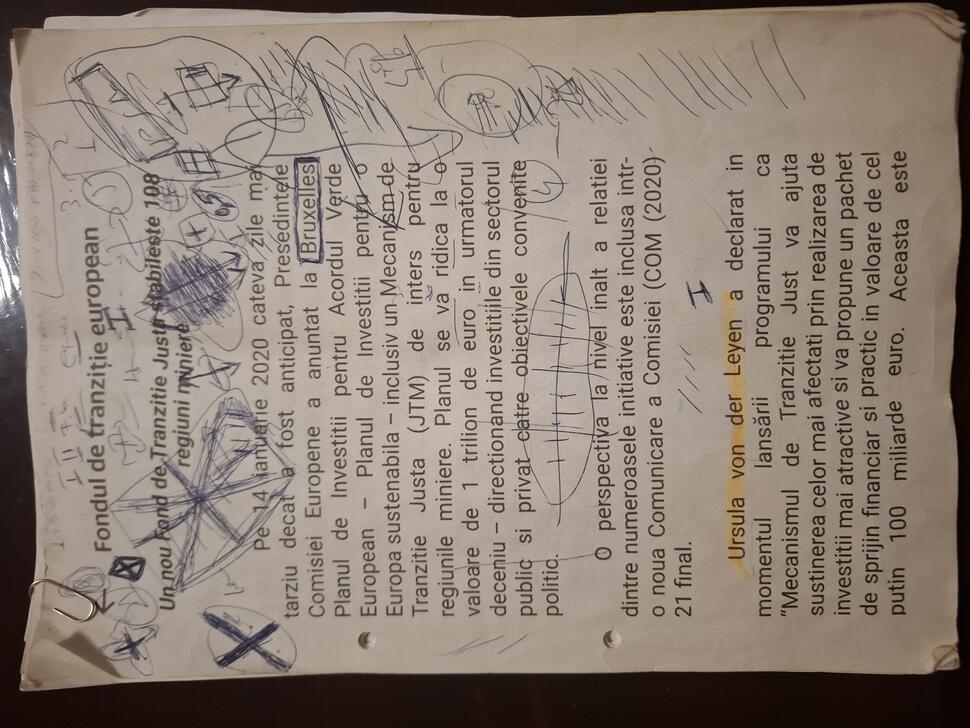 Fondul de tranziție european
Un nou Fond de Tranzitie Justa stabileste 108
regiuni miniere
Pe 14 ianuarie 2020 cateva zile mai
tarziu decat a fost anticipat, Presedintele
Comisiei Europene a anuntat la Bruxelles
Planul de Investitii pentru Acordul Verde
European – Planul de Investitii pentru o
Europa sustenabila – inclusiv un Mecanism de
Tranzitie Justa (JTM) de inters pentru
regiunile miniere. Planul se va ridica la o
valoare de 1 trilion de euro in urmatorul
deceniu – directionand investitiile din sectorul
public si privat catre obiectivele convenite
politic.
O perspectiva la nivel inalt a relatiei
dintre numeroasele initiative este inclusa intr-
o noua Comunicare a Comisiei (COM (2020)
21 final.
I
Ursula von der Leyen a declarat in
momentul lansării programului ca
“Mecanismul de Tranzitie Just va ajuta
sustinerea celor mai afectati prin realizarea de
investitii mai atractive si va propune un pachet
de sprijin financiar si practic in valoare de cel
putin 100 miliarde euro. Aceasta este